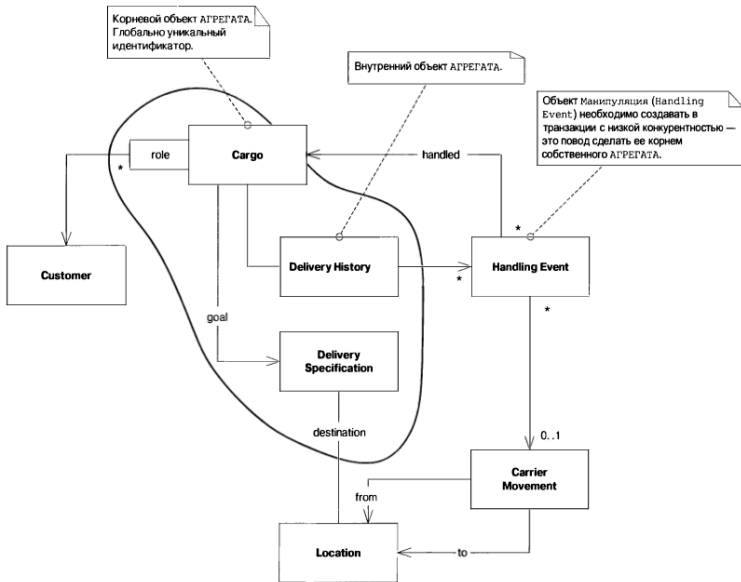 Корневой объект АГРЕГАТА.
Глобально уникальный
идентификатор.
Внутренний объект АГРЕГАТА.
Объект Манипуляция (Handling
Event) необходимо создавать в
транзакции с низкой конкурентностью —
это повод сделать ее корнем
собственного АГРЕГАТА.
role
*
Cargo
handled
Customer
Delivery History
*
*
Handling Event
*
goal
Delivery
Specification
destination
0..1
Carrier
Movement
from
Location
to